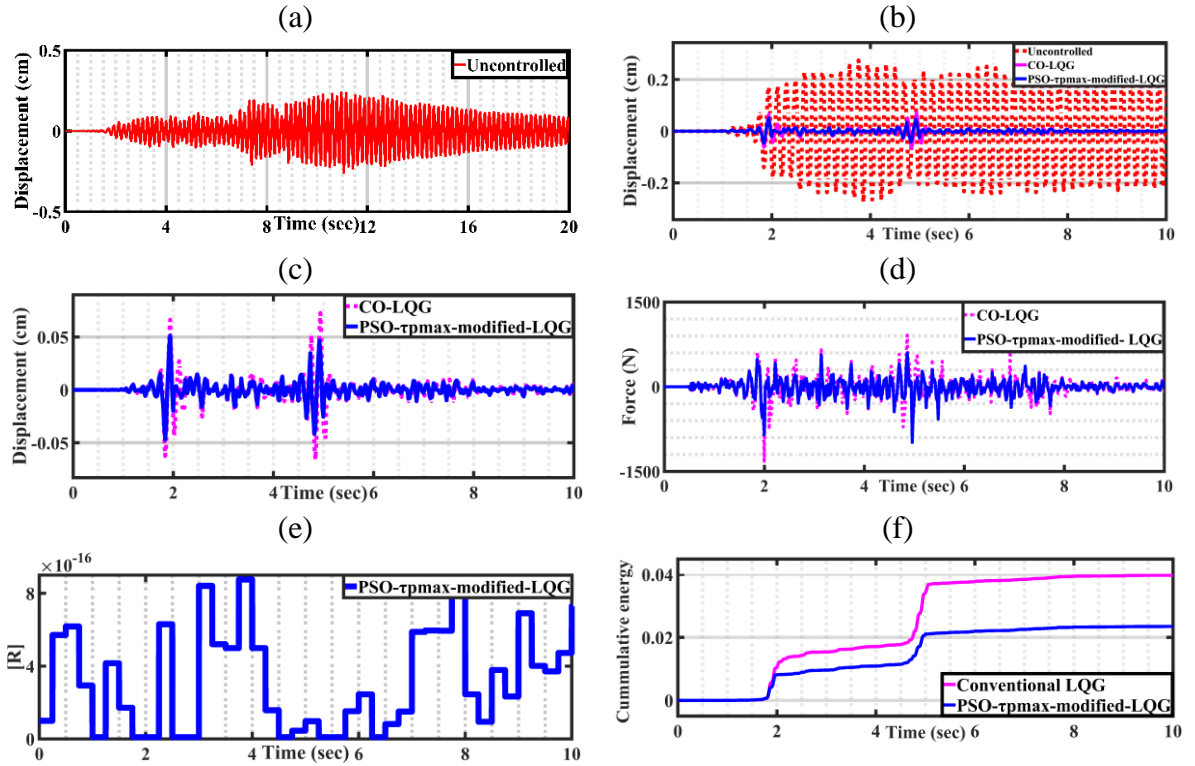 (a)
0.5
0
-0.5
Displacement (cm)
Uncontrolled
0 4 8 12 16 20
Time (sec)
(b)
0.2
0
-0.2
Displacement (cm)
Uncontrolled
CO-LQG
PSO-τpmax-modified-LQG
0 2 4 6 8 10
Time (sec)
(c)
0.05
0
-0.05
Displacement (cm)
CO-LQG
PSO-τpmax-modified-LQG
0 2 4 6 8 10
Time (sec)
(d)
1500
0
-1500
Force (N)
CO-LQG
PSO-τpmax-modified- LQG
0 2 4 6 8 10
Time (sec)
(e)
×10-16
8
4
0
[R]
PSO-τpmax-modified-LQG
0 2 4 6 8 10
Time (sec)
(f)
0.04
0.02
0
Cummulative energy
Conventional LQG
PSO-τpmax-modified-LQG
0 2 4 6 8 10
Time (sec)